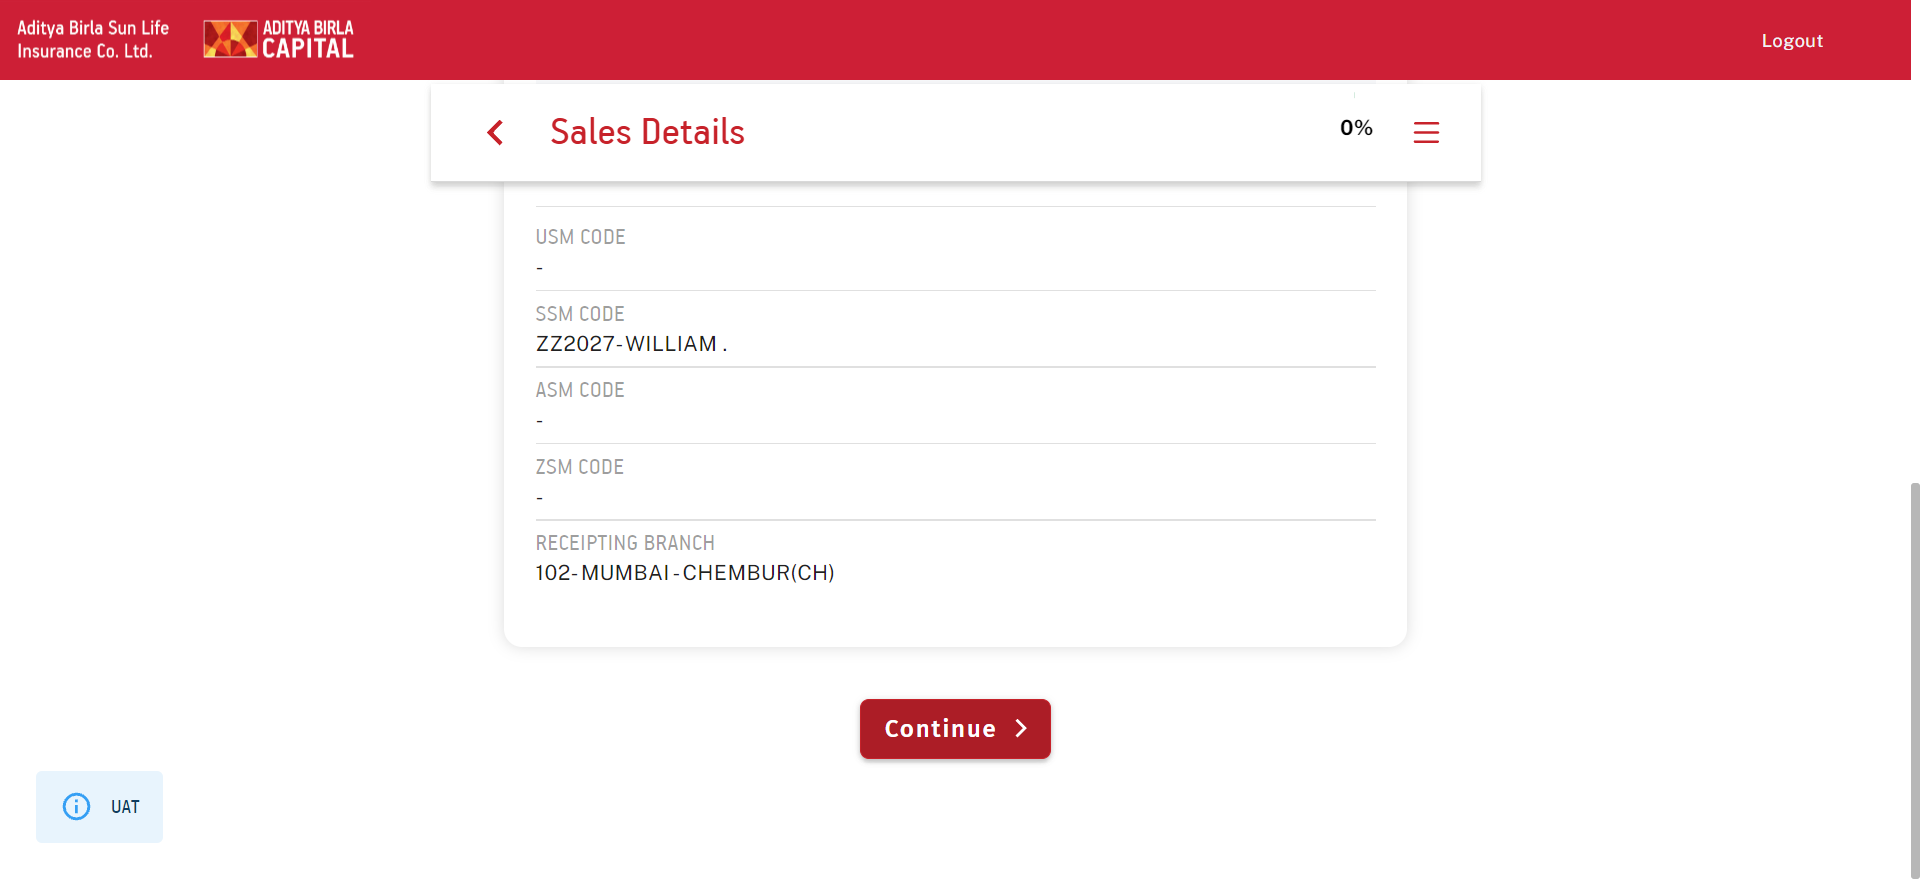 Aditya Birla Sun Life
Insurance Co. Ltd.
ADITYA BIRLA
CAPITAL
Logout
Sales Details
0%
USM CODE
-
SSM CODE
ZZ2027-WILLIAM .
ASM CODE
-
ZSM CODE
-
RECEIPTING BRANCH
102-MUMBAI-CHEMBUR(CH)
Continue
UAT